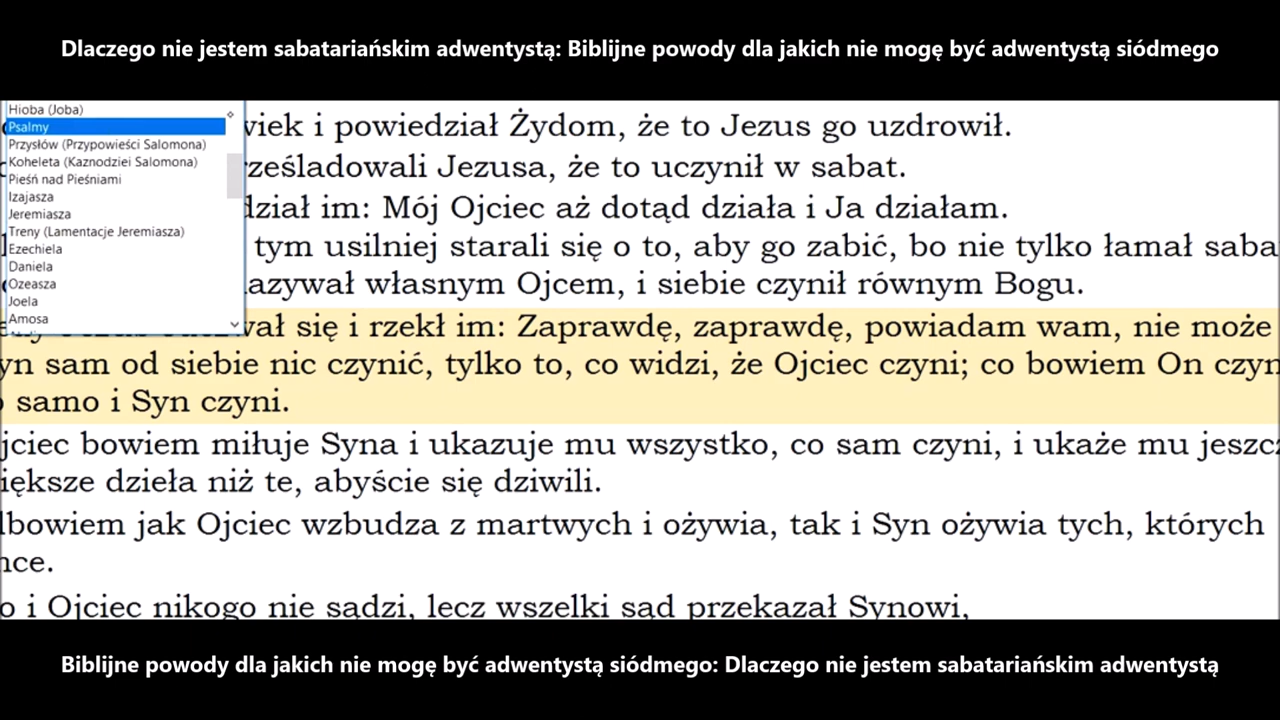 Dlaczego nie jestem sabatariańskim adwentystą: Biblijne powody dla jakich nie mogę być adwentystą siódmego
Hioba (Joba)
Psalmy
Przysłów (Przypowieści Salomona)
Koheleta (Kaznodziei Salomona)
Pieśń nad Pieśniami
Izajasza
Jeremiasza
Treny (Lamentacje Jeremiasza)
Ezechiela
Daniela
Ozeasza
Joela
Amosa
wiek i powiedział Żydom, że to Jezus go uzdrowił.
rześladowali Jezusa, że to uczynił w sabat.
dział im: Mój Ojciec aż dotąd działa i Ja działam.
tym usilniej starali się o to, aby go zabić, bo nie tylko łamał saba
azywał własnym Ojcem, i siebie czynił równym Bogu.
wał się i rzekł im: Zaprawdę, zaprawdę, powiadam wam, nie może
yn sam od siebie nic czynić, tylko to, co widzi, że Ojciec czyni; co bowiem On czyn
samo i Syn czyni.
jciec bowiem miłuje Syna i ukazuje mu wszystko, co sam czyni, i ukaże mu jeszcz
iększe dzieła niż te, abyście się dziwili.
lbowiem jak Ojciec wzbudza z martwych i ożywia, tak i Syn ożywia tych, których
nce.
o i Ojciec nikogo nie sądzi, lecz wszelki sąd przekazał Synowi,
Biblijne powody dla jakich nie mogę być adwentystą siódmego: Dlaczego nie jestem sabatariańskim adwentystą